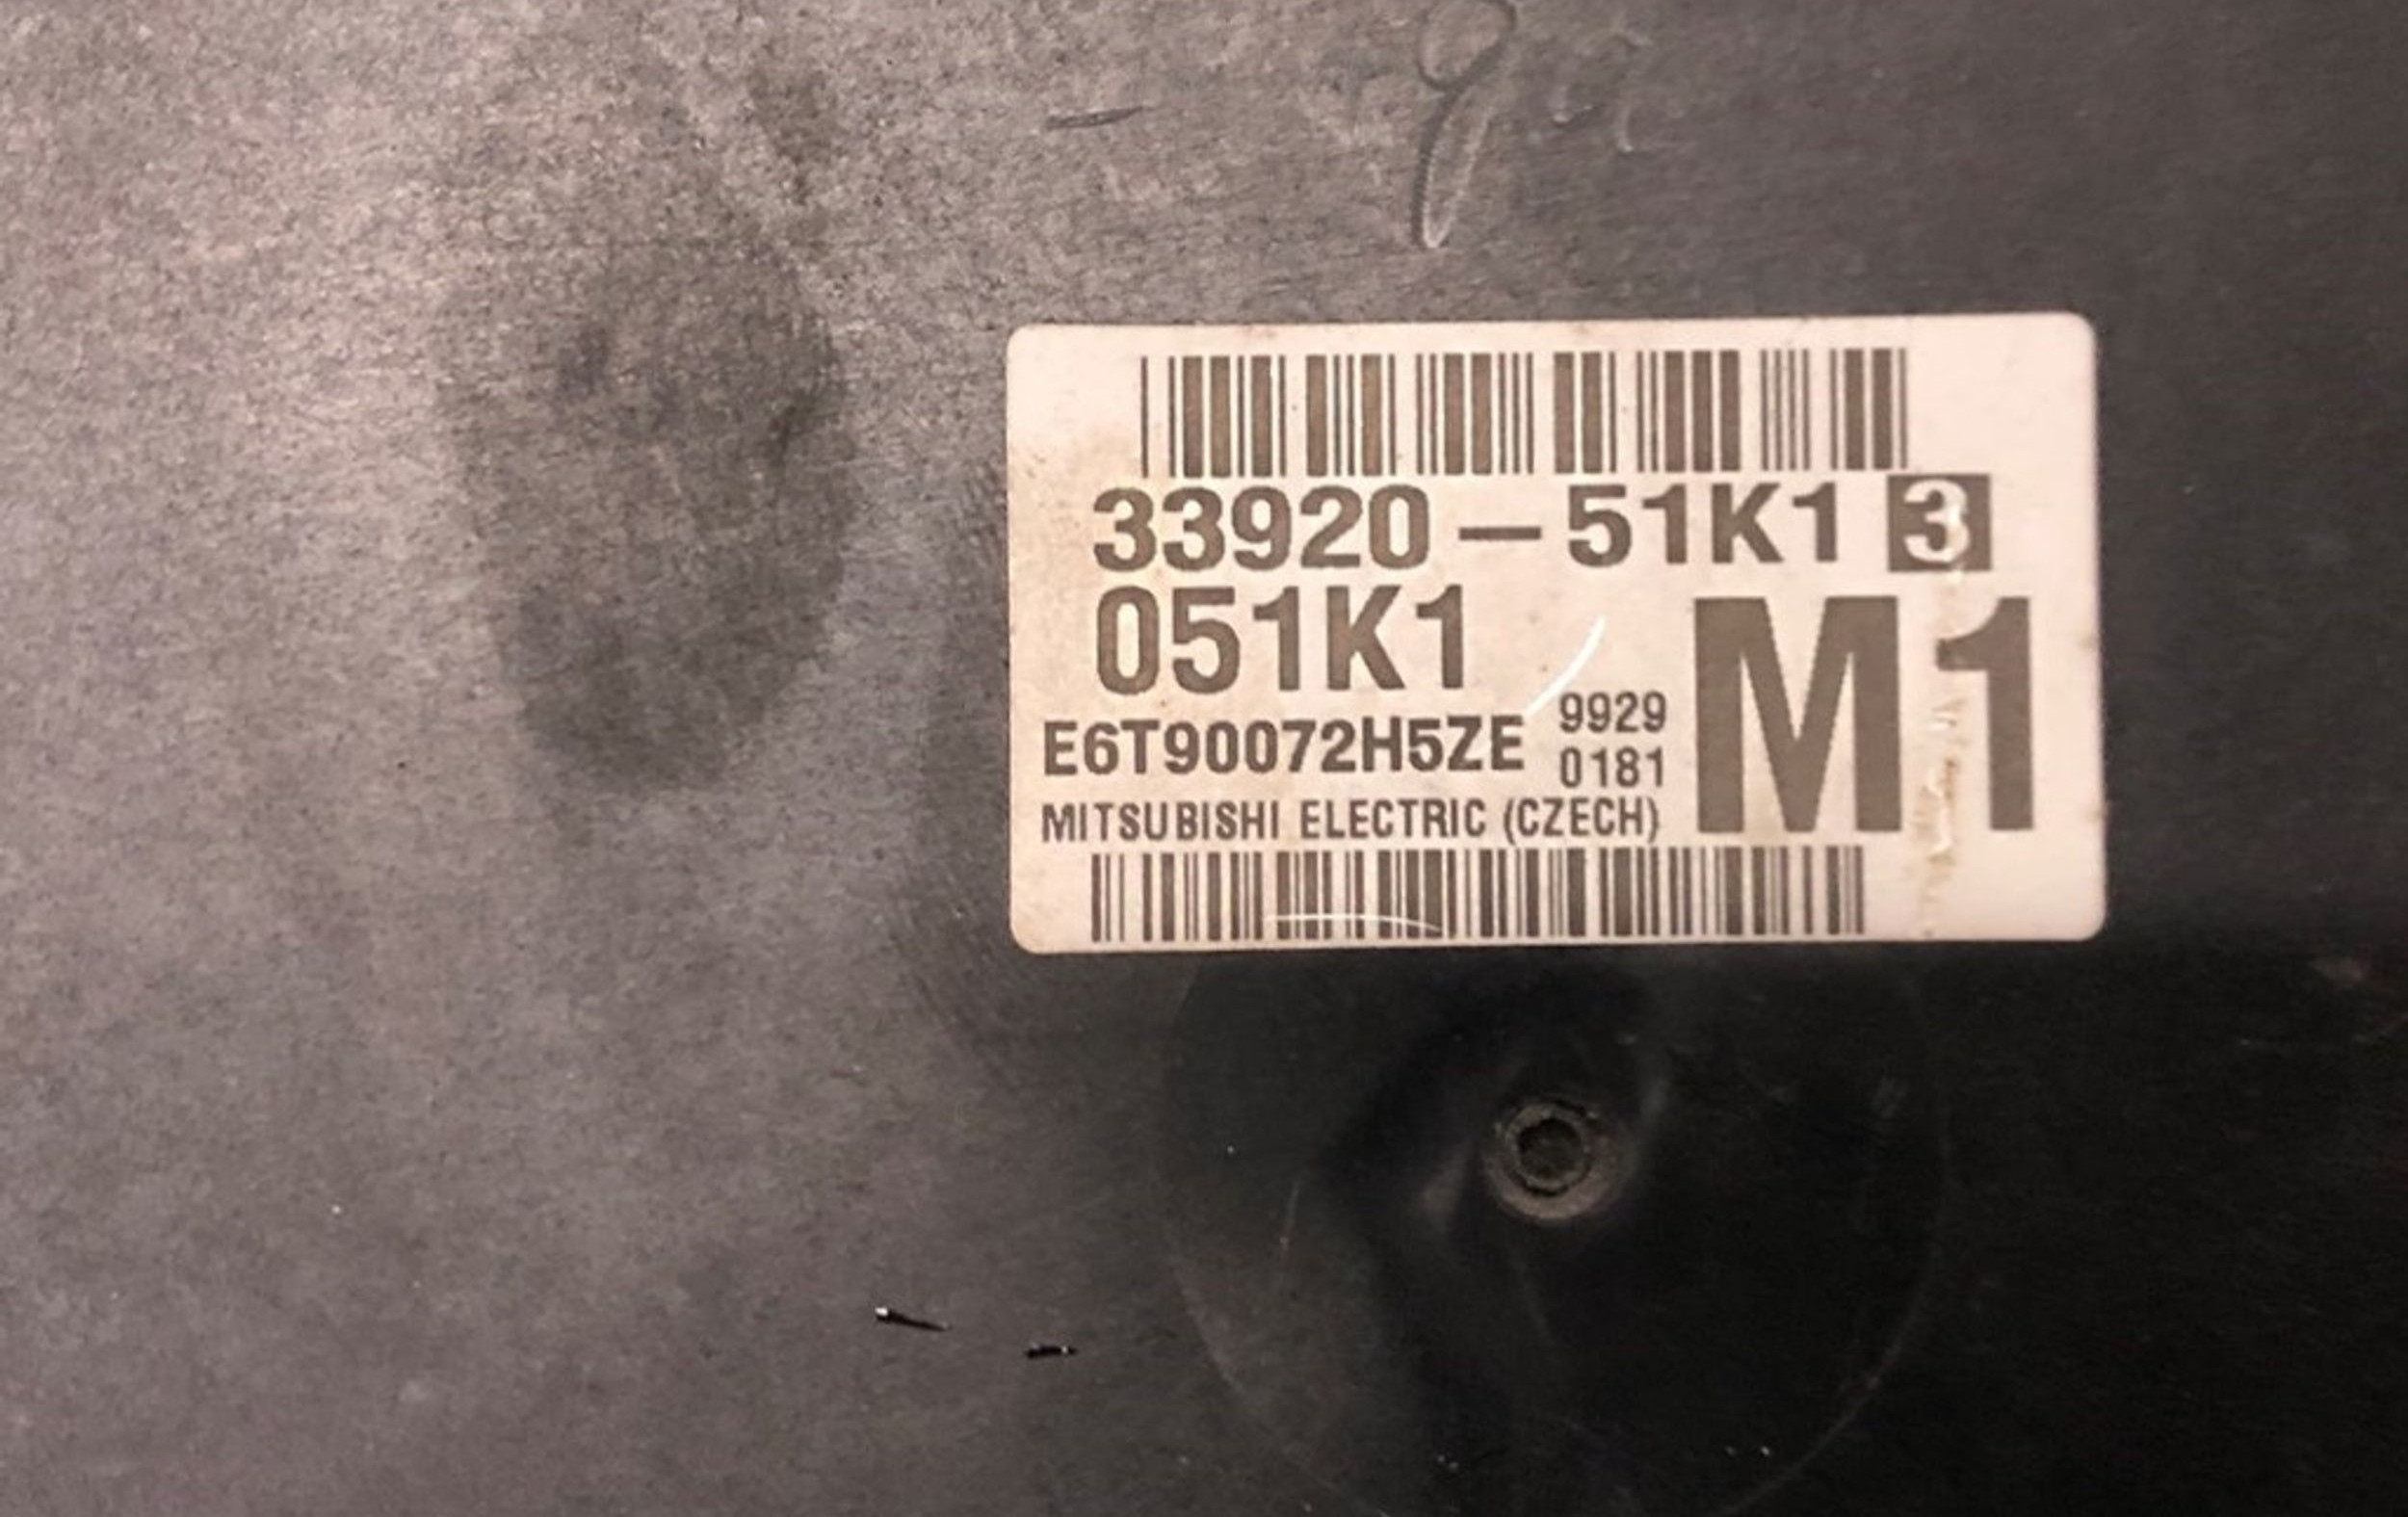 33920-51K1 3
051K1
M1
E6T90072H5ZE
9929
0181
MITSUBISHI ELECTRIC (CZECH)